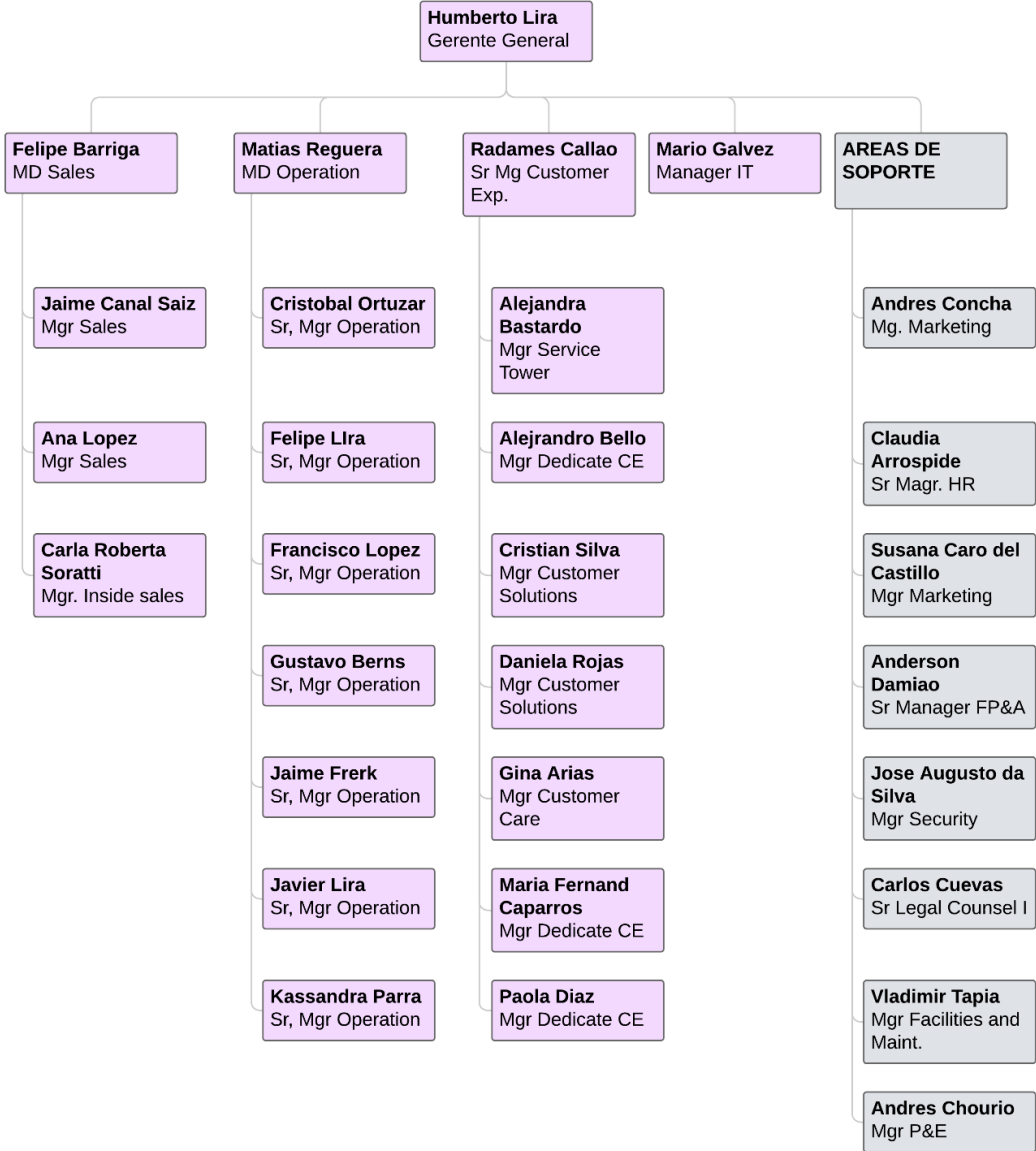 Humberto Lira
Gerente General
Felipe Barriga
MD Sales
Matias Reguera
MD Operation
Radames Callao
Sr Mg Customer
Exp.
Mario Galvez
Manager IT
AREAS DE
SOPORTE
Jaime Canal Saiz
Mgr Sales
Ana Lopez
Mgr Sales
Carla Roberta
Soratti
Mgr. Inside sales
Cristobal Ortuzar
Sr, Mgr Operation
Felipe LIra
Sr, Mgr Operation
Francisco Lopez
Sr, Mgr Operation
Gustavo Berns
Sr, Mgr Operation
Jaime Frerk
Sr, Mgr Operation
Javier Lira
Sr, Mgr Operation
Kassandra Parra
Sr, Mgr Operation
Alejandra
Bastardo
Mgr Service
Tower
Alejrandro Bello
Mgr Dedicate CE
Cristian Silva
Mgr Customer
Solutions
Daniela Rojas
Mgr Customer
Solutions
Gina Arias
Mgr Customer
Care
Maria Fernand
Caparros
Mgr Dedicate CE
Paola Diaz
Mgr Dedicate CE
Andres Concha
Mg. Marketing
Claudia
Arrospide
Sr Magr. HR
Susana Caro del
Castillo
Mgr Marketing
Anderson
Damiao
Sr Manager FP&A
Jose Augusto da
Silva
Mgr Security
Carlos Cuevas
Sr Legal Counsel I
Vladimir Tapia
Mgr Facilities and
Maint.
Andres Chourio
Mgr P&E